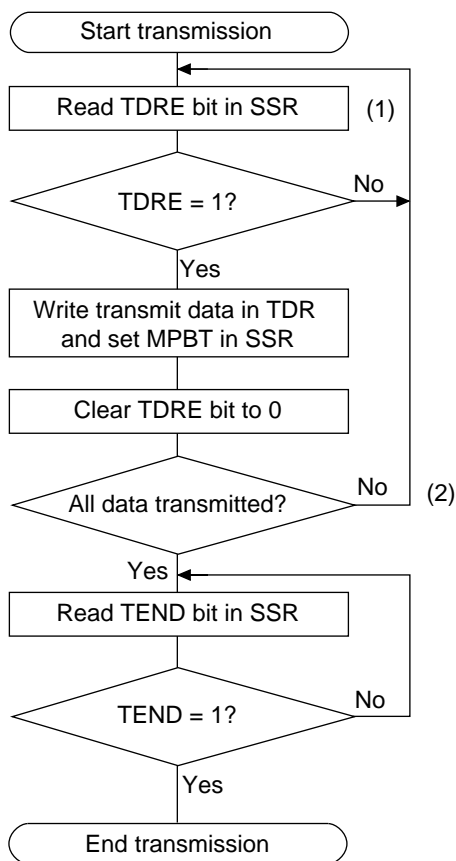 Start transmission
Read TDRE bit in SSR
(1)
TDRE = 1?
No
Yes
Write transmit data in TDR
and set MPBT in SSR
Clear TDRE bit to 0
All data transmitted?
No
(2)
Yes
Read TEND bit in SSR
TEND = 1?
No
Yes
End transmission